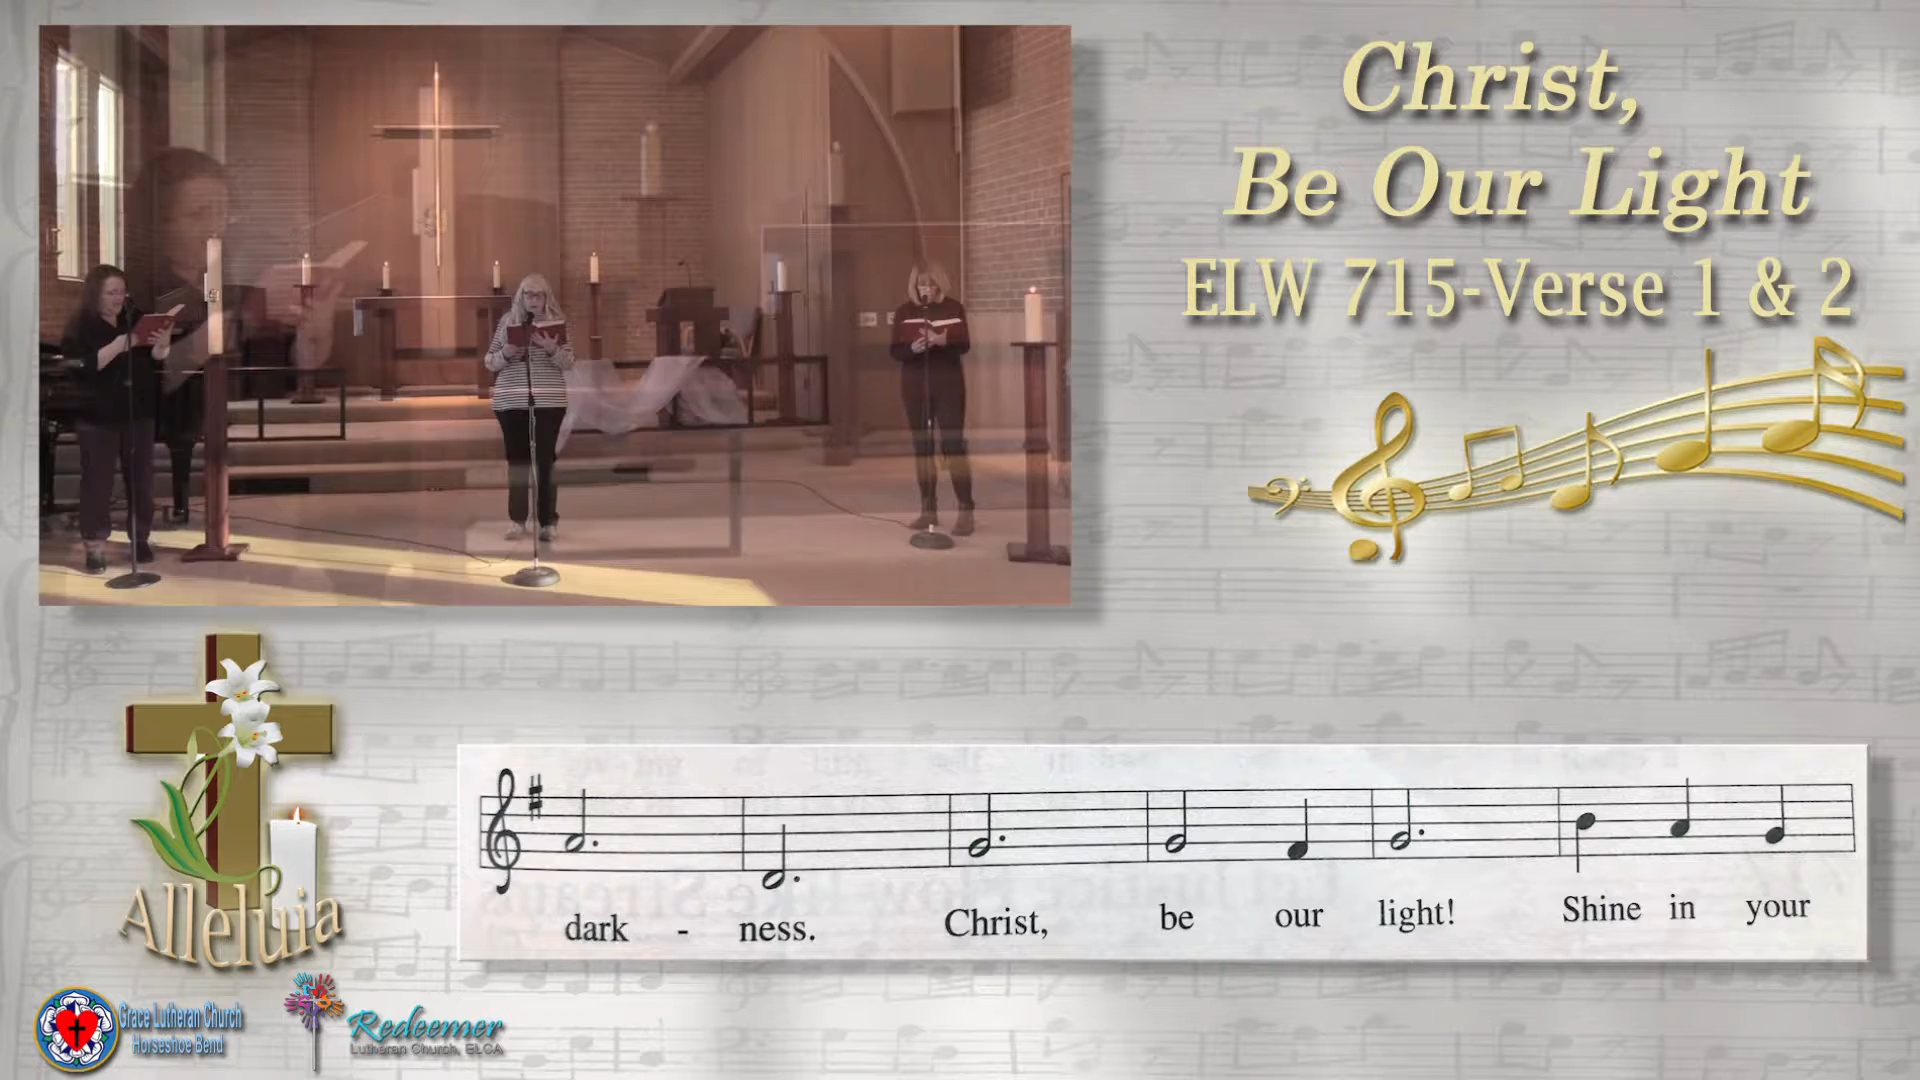 Christ,
Be Our Light
ELW 715-Verse 1 & 2
dark - ness. Christ, be our light! Shine in your
Alleluia
Grace Lutheran Church
Horseshoe Bend
Redeemer
Lutheran Church, ELCA